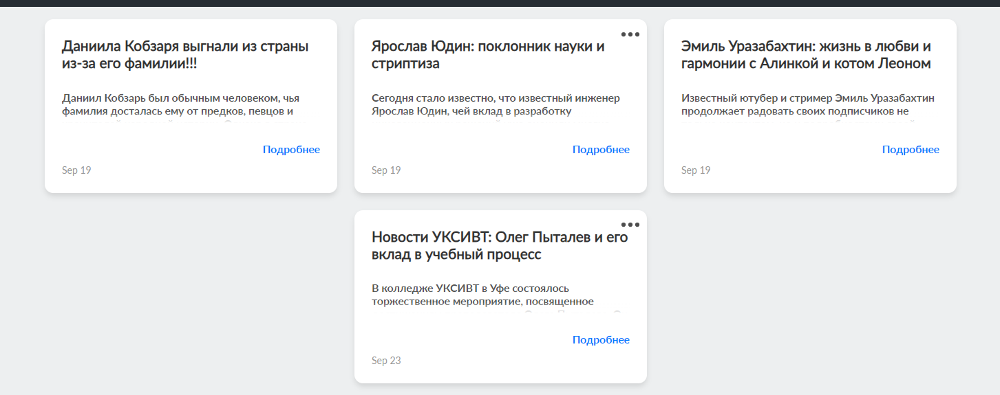 Даниила Кобзаря выгнали из страны
из-за его фамилии!!!
Даниил Кобзарь был обычным человеком, чья
фамилия досталась ему от предков, певцов и
Подробнее
Sep 19
Ярослав Юдин: поклонник науки и
стриптиза
Сегодня стало известно, что известный инженер
Ярослав Юдин, чей вклад в разработку
Подробнее
Sep 19
Эмиль Уразабахтин: жизнь в любви и
гармонии с Алинкой и котом Леоном
Известный ютубер и стример Эмиль Уразабахтин
продолжает радовать своих подписчиков не
Подробнее
Sep 19
Новости УКСИВТ: Олег Пыталев и его
вклад в учебный процесс
В колледже УКСИВТ в Уфе состоялось
торжественное мероприятие, посвященное
Подробнее
Sep 23